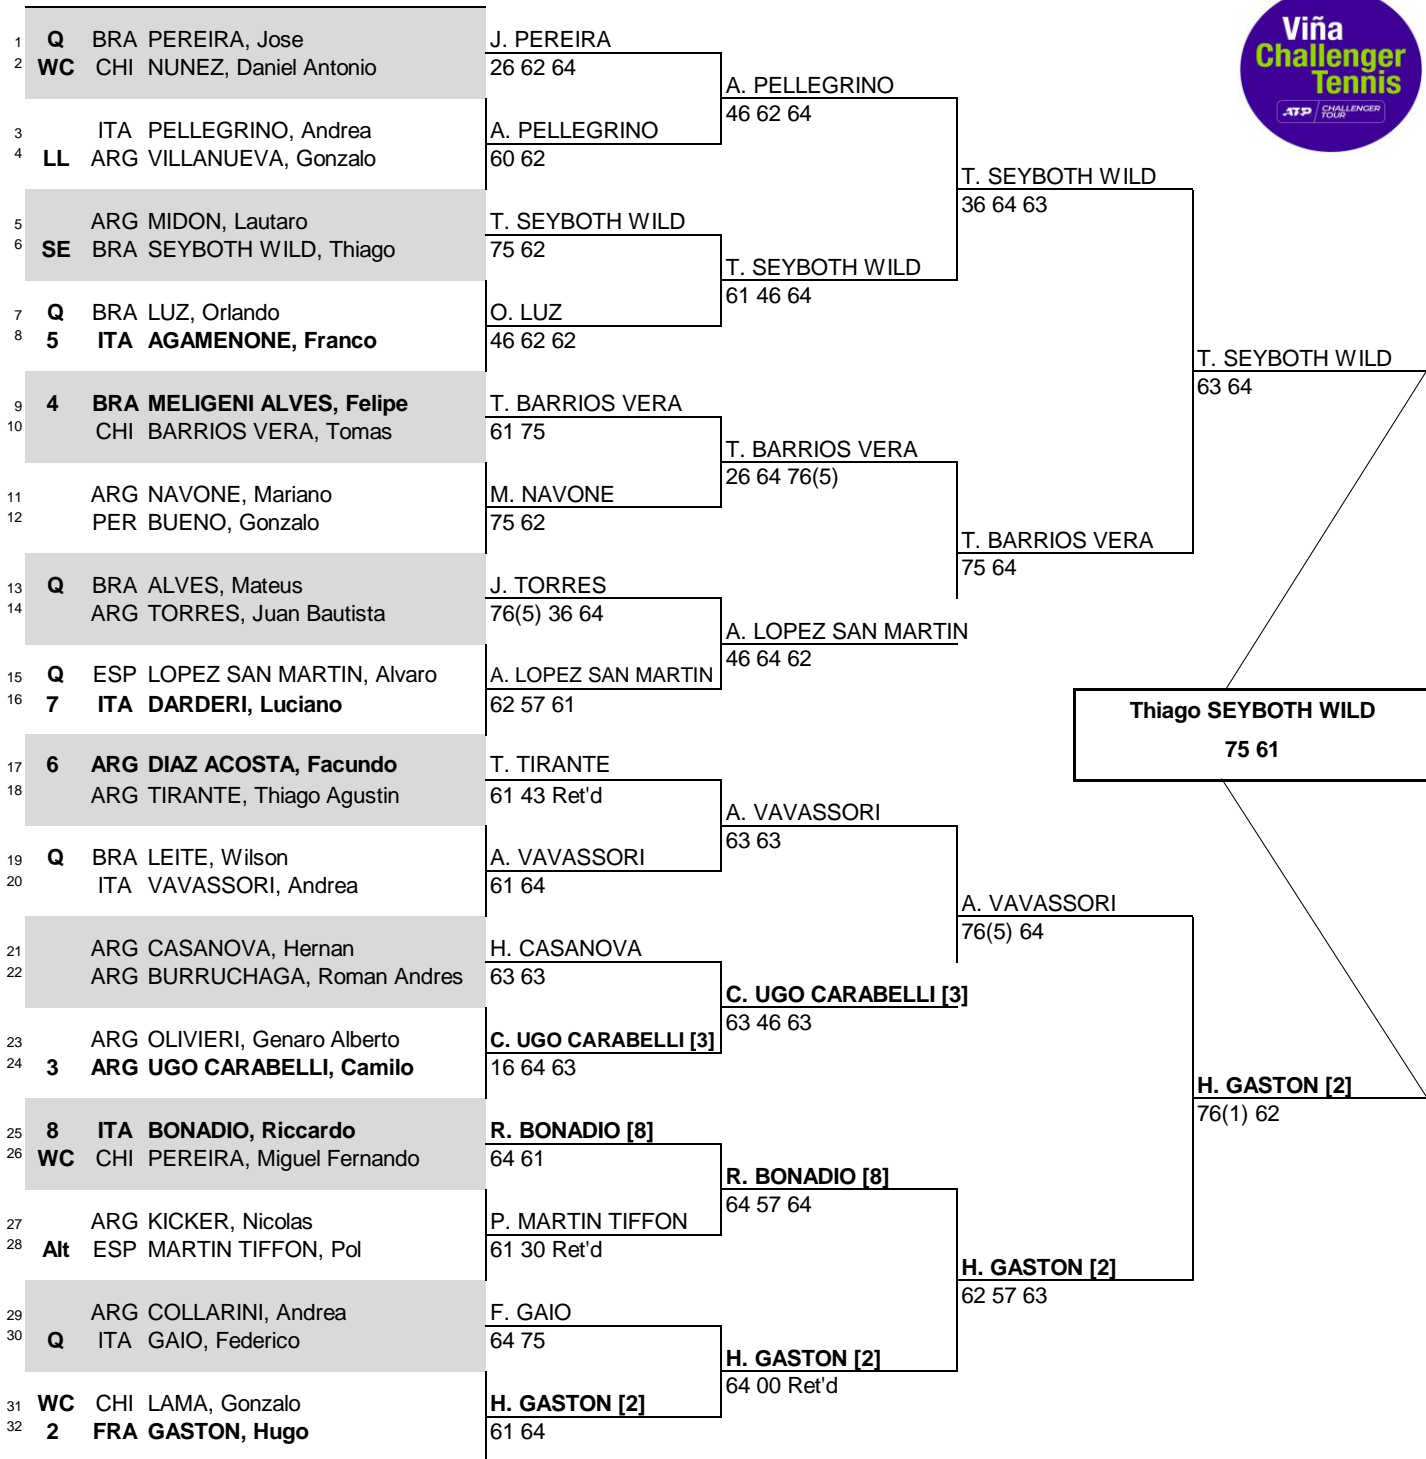 Viña
Challenger
Tennis
ATP CHALLENGER TOUR
1 Q BRA PEREIRA, Jose
2 WC CHI NUNEZ, Daniel Antonio
3 ITA PELLEGRINO, Andrea
4 LL ARG VILLANUEVA, Gonzalo
5 ARG MIDON, Lautaro
6 SE BRA SEYBOTH WILD, Thiago
7 Q BRA LUZ, Orlando
8 5 ITA AGAMENONE, Franco
9 4 BRA MELIGENI ALVES, Felipe
10 CHI BARRIOS VERA, Tomas
11 ARG NAVONE, Mariano
12 PER BUENO, Gonzalo
13 Q BRA ALVES, Mateus
14 ARG TORRES, Juan Bautista
15 Q ESP LOPEZ SAN MARTIN, Alvaro
16 7 ITA DARDERI, Luciano
17 6 ARG DIAZ ACOSTA, Facundo
18 ARG TIRANTE, Thiago Agustin
19 Q BRA LEITE, Wilson
20 ITA VAVASSORI, Andrea
21 ARG CASANOVA, Hernan
22 ARG BURRUCHAGA, Roman Andres
23 ARG OLIVIERI, Genaro Alberto
24 3 ARG UGO CARABELLI, Camilo
25 8 ITA BONADIO, Riccardo
26 WC CHI PEREIRA, Miguel Fernando
27 ARG KICKER, Nicolas
28 Alt ESP MARTIN TIFFON, Pol
29 ARG COLLARINI, Andrea
30 Q ITA GAIO, Federico
31 WC CHI LAMA, Gonzalo
32 2 FRA GASTON, Hugo
J. PEREIRA
26 62 64
A. PELLEGRINO
60 62
T. SEYBOTH WILD
75 62
O. LUZ
46 62 62
T. BARRIOS VERA
61 75
M. NAVONE
75 62
J. TORRES
76(5) 36 64
A. LOPEZ SAN MARTIN
62 57 61
T. TIRANTE
61 43 Ret'd
A. VAVASSORI
61 64
H. CASANOVA
63 63
C. UGO CARABELLI [3]
16 64 63
R. BONADIO [8]
64 61
P. MARTIN TIFFON
61 30 Ret'd
F. GAIO
64 75
H. GASTON [2]
61 64
A. PELLEGRINO
46 62 64
T. SEYBOTH WILD
61 46 64
T. BARRIOS VERA
26 64 76(5)
A. LOPEZ SAN MARTIN
46 64 62
A. VAVASSORI
63 63
C. UGO CARABELLI [3]
63 46 63
R. BONADIO [8]
64 57 64
H. GASTON [2]
64 00 Ret'd
T. SEYBOTH WILD
36 64 63
T. BARRIOS VERA
75 64
A. VAVASSORI
76(5) 64
H. GASTON [2]
62 57 63
T. SEYBOTH WILD
63 64
H. GASTON [2]
76(1) 62
Thiago SEYBOTH WILD
75 61